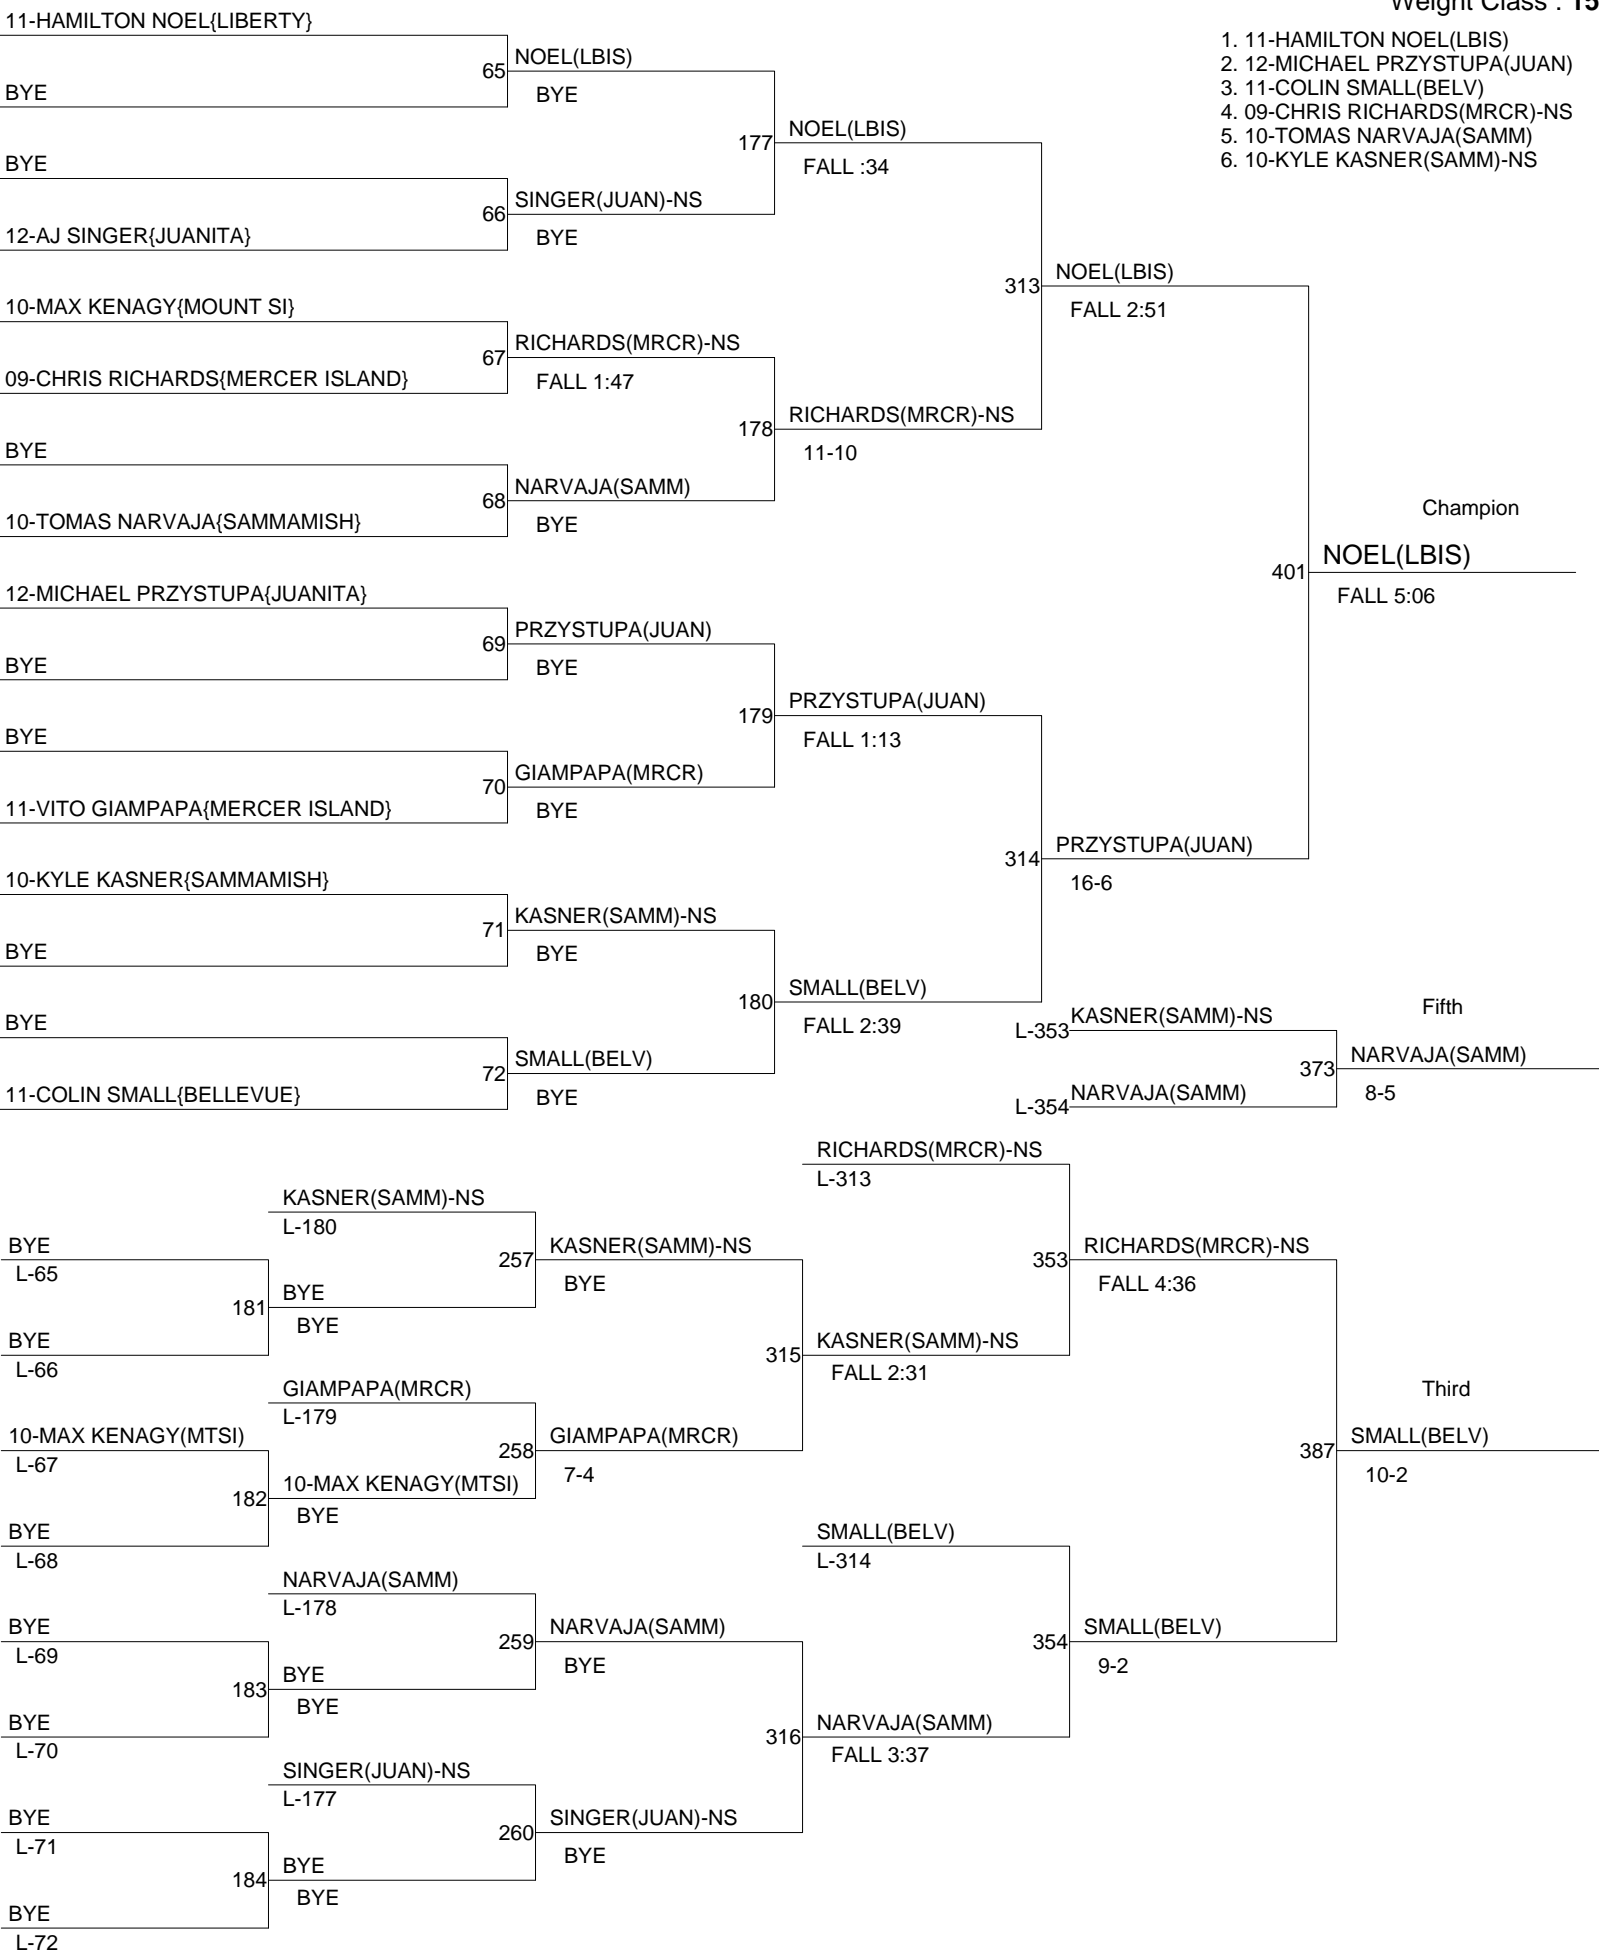 Weight Class : 15
1. 11-HAMILTON NOEL(LBIS)
2. 12-MICHAEL PRZYSTUPA(JUAN)
3. 11-COLIN SMALL(BELV)
4. 09-CHRIS RICHARDS(MRCR)-NS
5. 10-TOMAS NARVAJA(SAMM)
6. 10-KYLE KASNER(SAMM)-NS
11-HAMILTON NOEL{LIBERTY}
BYE
BYE
12-AJ SINGER{JUANITA}
10-MAX KENAGY{MOUNT SI}
09-CHRIS RICHARDS{MERCER ISLAND}
BYE
10-TOMAS NARVAJA{SAMMAMISH}
12-MICHAEL PRZYSTUPA{JUANITA}
BYE
BYE
11-VITO GIAMPAPA{MERCER ISLAND}
10-KYLE KASNER{SAMMAMISH}
BYE
BYE
11-COLIN SMALL{BELLEVUE}
65
NOEL(LBIS)
BYE
66
SINGER(JUAN)-NS
BYE
67
RICHARDS(MRCR)-NS
FALL 1:47
68
NARVAJA(SAMM)
BYE
69
PRZYSTUPA(JUAN)
BYE
70
GIAMPAPA(MRCR)
BYE
71
KASNER(SAMM)-NS
BYE
72
SMALL(BELV)
BYE
177
NOEL(LBIS)
FALL :34
178
RICHARDS(MRCR)-NS
11-10
179
PRZYSTUPA(JUAN)
FALL 1:13
180
SMALL(BELV)
FALL 2:39
313
NOEL(LBIS)
FALL 2:51
314
PRZYSTUPA(JUAN)
16-6
Champion
401
NOEL(LBIS)
FALL 5:06
L-353
KASNER(SAMM)-NS
L-354
NARVAJA(SAMM)
Fifth
373
NARVAJA(SAMM)
8-5
BYE
L-65
BYE
L-66
10-MAX KENAGY(MTSI)
L-67
BYE
L-68
BYE
L-69
BYE
L-70
BYE
L-71
BYE
L-72
KASNER(SAMM)-NS
L-180
181
BYE
BYE
GIAMPAPA(MRCR)
L-179
182
10-MAX KENAGY(MTSI)
BYE
NARVAJA(SAMM)
L-178
183
BYE
BYE
SINGER(JUAN)-NS
L-177
184
BYE
BYE
257
KASNER(SAMM)-NS
BYE
258
GIAMPAPA(MRCR)
7-4
259
NARVAJA(SAMM)
BYE
260
SINGER(JUAN)-NS
BYE
RICHARDS(MRCR)-NS
L-313
315
KASNER(SAMM)-NS
FALL 2:31
SMALL(BELV)
L-314
316
NARVAJA(SAMM)
FALL 3:37
353
RICHARDS(MRCR)-NS
FALL 4:36
354
SMALL(BELV)
9-2
Third
387
SMALL(BELV)
10-2